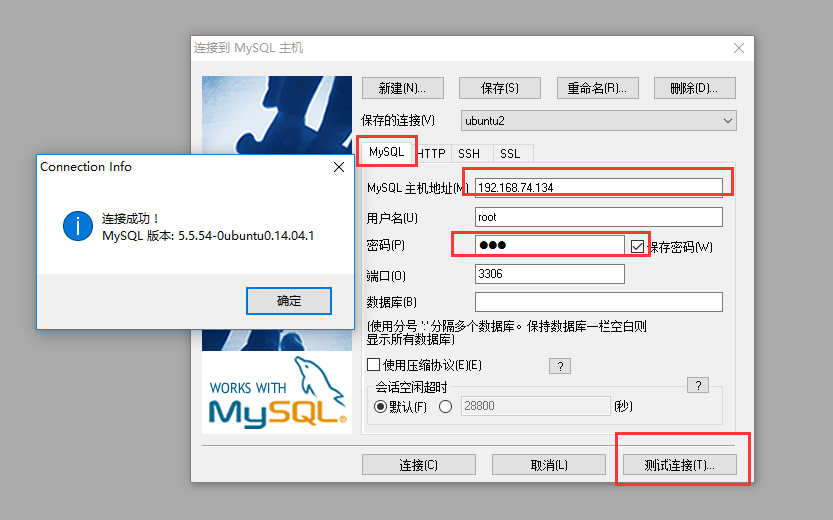 连接到 MySQL 主机
新建(N)...
保存(S)
重命名(R)...
删除(D)...
保存的连接(V)
ubuntu2
MySQL
HTTP
SSH
SSL
MySQL 主机地址(M)
192.168.74.134
用户名(U)
root
密码(P)
●●●
保存密码(W)
端口(O)
3306
数据库(B)
(使用分号 ';' 分隔多个数据库。保持数据库一栏空白则
显示所有数据库)
使用压缩协议(E)(E)
?
会话空闲超时
?
默认(F)
28800
(秒)
连接(C)
取消(L)
测试连接(T)...
WORKS WITH
MySQL
Connection Info
连接成功！
MySQL 版本: 5.5.54-0ubuntu0.14.04.1
确定